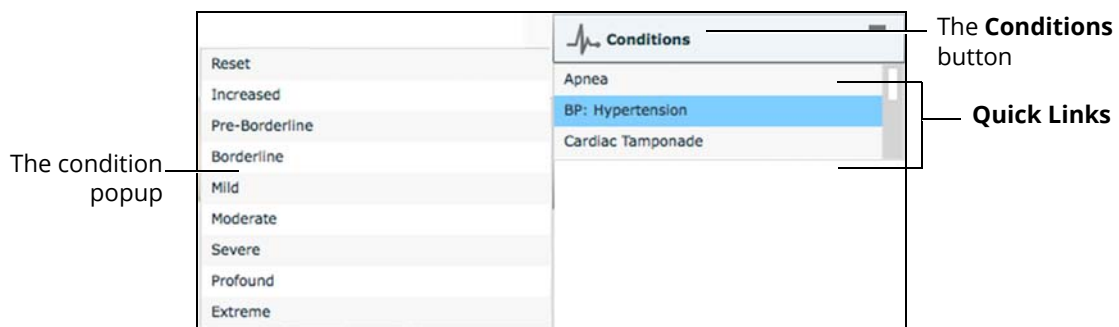 The condition
popup
Reset
Increased
Pre-Borderline
Borderline
Mild
Moderate
Severe
Profound
Extreme
Conditions
Apnea
BP: Hypertension
Cardiac Tamponade
The Conditions
button
Quick Links